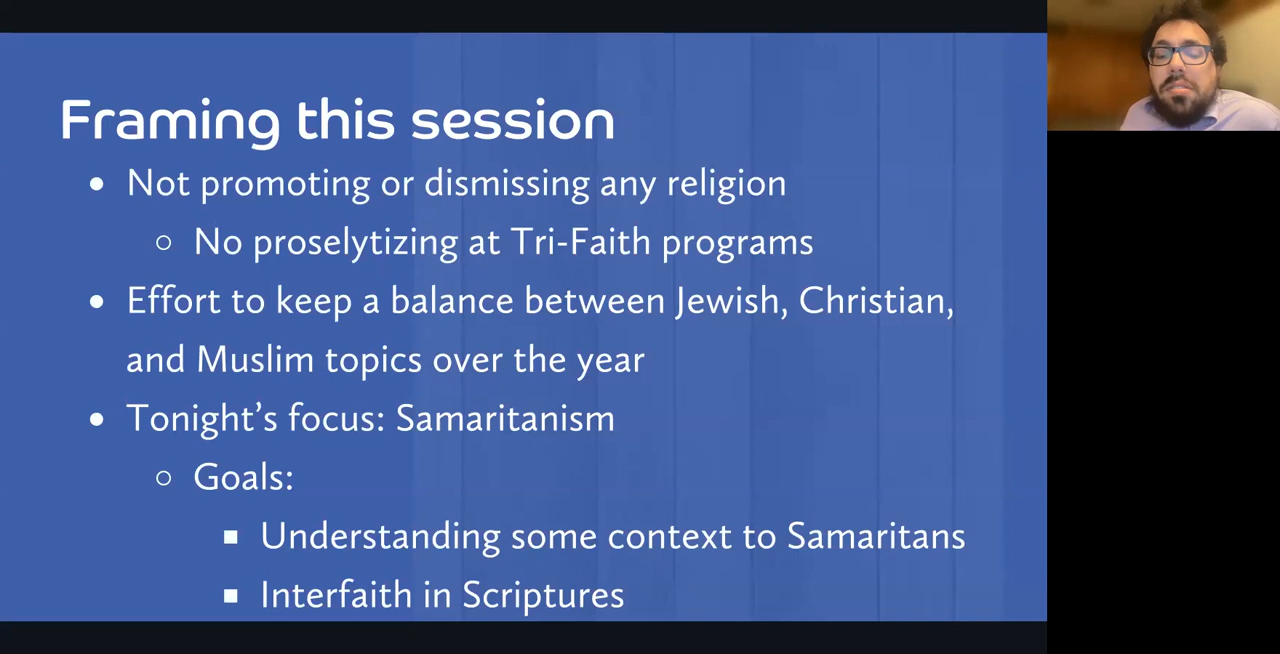 Framing this session
Not promoting or dismissing any religion
No proselytizing at Tri-Faith programs
Effort to keep a balance between Jewish, Christian,
and Muslim topics over the year
Tonight's focus: Samaritanism
Goals:
Understanding some context to Samaritans
Interfaith in Scriptures